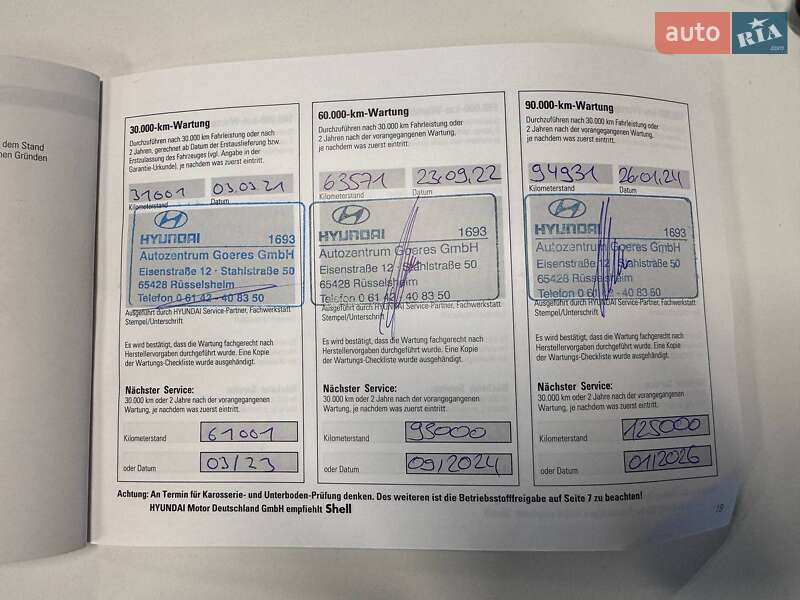 auto RIA .com
dem Stand
nen Gründen
30.000-km-Wartung
Durchzuführen nach 30.000 km Fahrleistung oder nach
2 Jahren, gerechnet ab Datum der Erstauslieferung bzw.
Erstzulassung des Fahrzeuges (vgl. Angabe in der
Garantie-Urkunde), je nachdem was zuerst eintritt.
31001 03.03.21
Kilometerstand Datum
HYUNDAI 1693
Autozentrum Goeres GmbH
Eisenstraße 12 - Stahlstraße 50
65428 Rüsselsheim
Telefon 0 61 42 - 40 83 50
Ausgeführt durch HYUNDAI Service-Partner, Fachwerkstatt
Stempel/Unterschrift
Es wird bestätigt, dass die Wartung fachgerecht nach
Herstellervorgaben durchgeführt wurde. Eine Kopie
der Wartungs-Checkliste wurde ausgehändigt.
Nächster Service:
30.000 km oder 2 Jahre nach der vorangegangenen
Wartung, je nachdem was zuerst eintritt.
Kilometerstand 61001
oder Datum 03/23
60.000-km-Wartung
Durchzuführen nach 30.000 km Fahrleistung oder
2 Jahren nach der vorangegangenen Wartung,
je nachdem was zuerst eintritt.
63571 23.09.22
Kilometerstand Datum
HYUNDAI 1693
Autozentrum Goeres GmbH
Eisenstraße 12 - Stahlstraße 50
65428 Rüsselsheim
Telefon 0 61 42 - 40 83 50
Ausgeführt durch HYUNDAI Service-Partner, Fachwerkstatt
Stempel/Unterschrift
Es wird bestätigt, dass die Wartung fachgerecht nach
Herstellervorgaben durchgeführt wurde. Eine Kopie
der Wartungs-Checkliste wurde ausgehändigt.
Nächster Service:
30.000 km oder 2 Jahre nach der vorangegangenen
Wartung, je nachdem was zuerst eintritt.
Kilometerstand 93000
oder Datum 09/2024
90.000-km-Wartung
Durchzuführen nach 30.000 km Fahrleistung oder
2 Jahren nach der vorangegangenen Wartung,
je nachdem was zuerst eintritt.
94931 26.01.24
Kilometerstand Datum
HYUNDAI 1693
Autozentrum Goeres GmbH
Eisenstraße 12 - Stahlstraße 50
65428 Rüsselsheim
Telefon 0 61 42 - 40 83 50
Ausgeführt durch HYUNDAI Service-Partner, Fachwerkstatt
Stempel/Unterschrift
Es wird bestätigt, dass die Wartung fachgerecht nach
Herstellervorgaben durchgeführt wurde. Eine Kopie
der Wartungs-Checkliste wurde ausgehändigt.
Nächster Service:
30.000 km oder 2 Jahre nach der vorangegangenen
Wartung, je nachdem was zuerst eintritt.
Kilometerstand 125000
oder Datum 01/2026
Achtung: An Termin für Karosserie- und Unterboden-Prüfung denken. Des weiteren ist die Betriebsstofffreigabe auf Seite 7 zu beachten!
HYUNDAI Motor Deutschland GmbH empfiehlt Shell
19